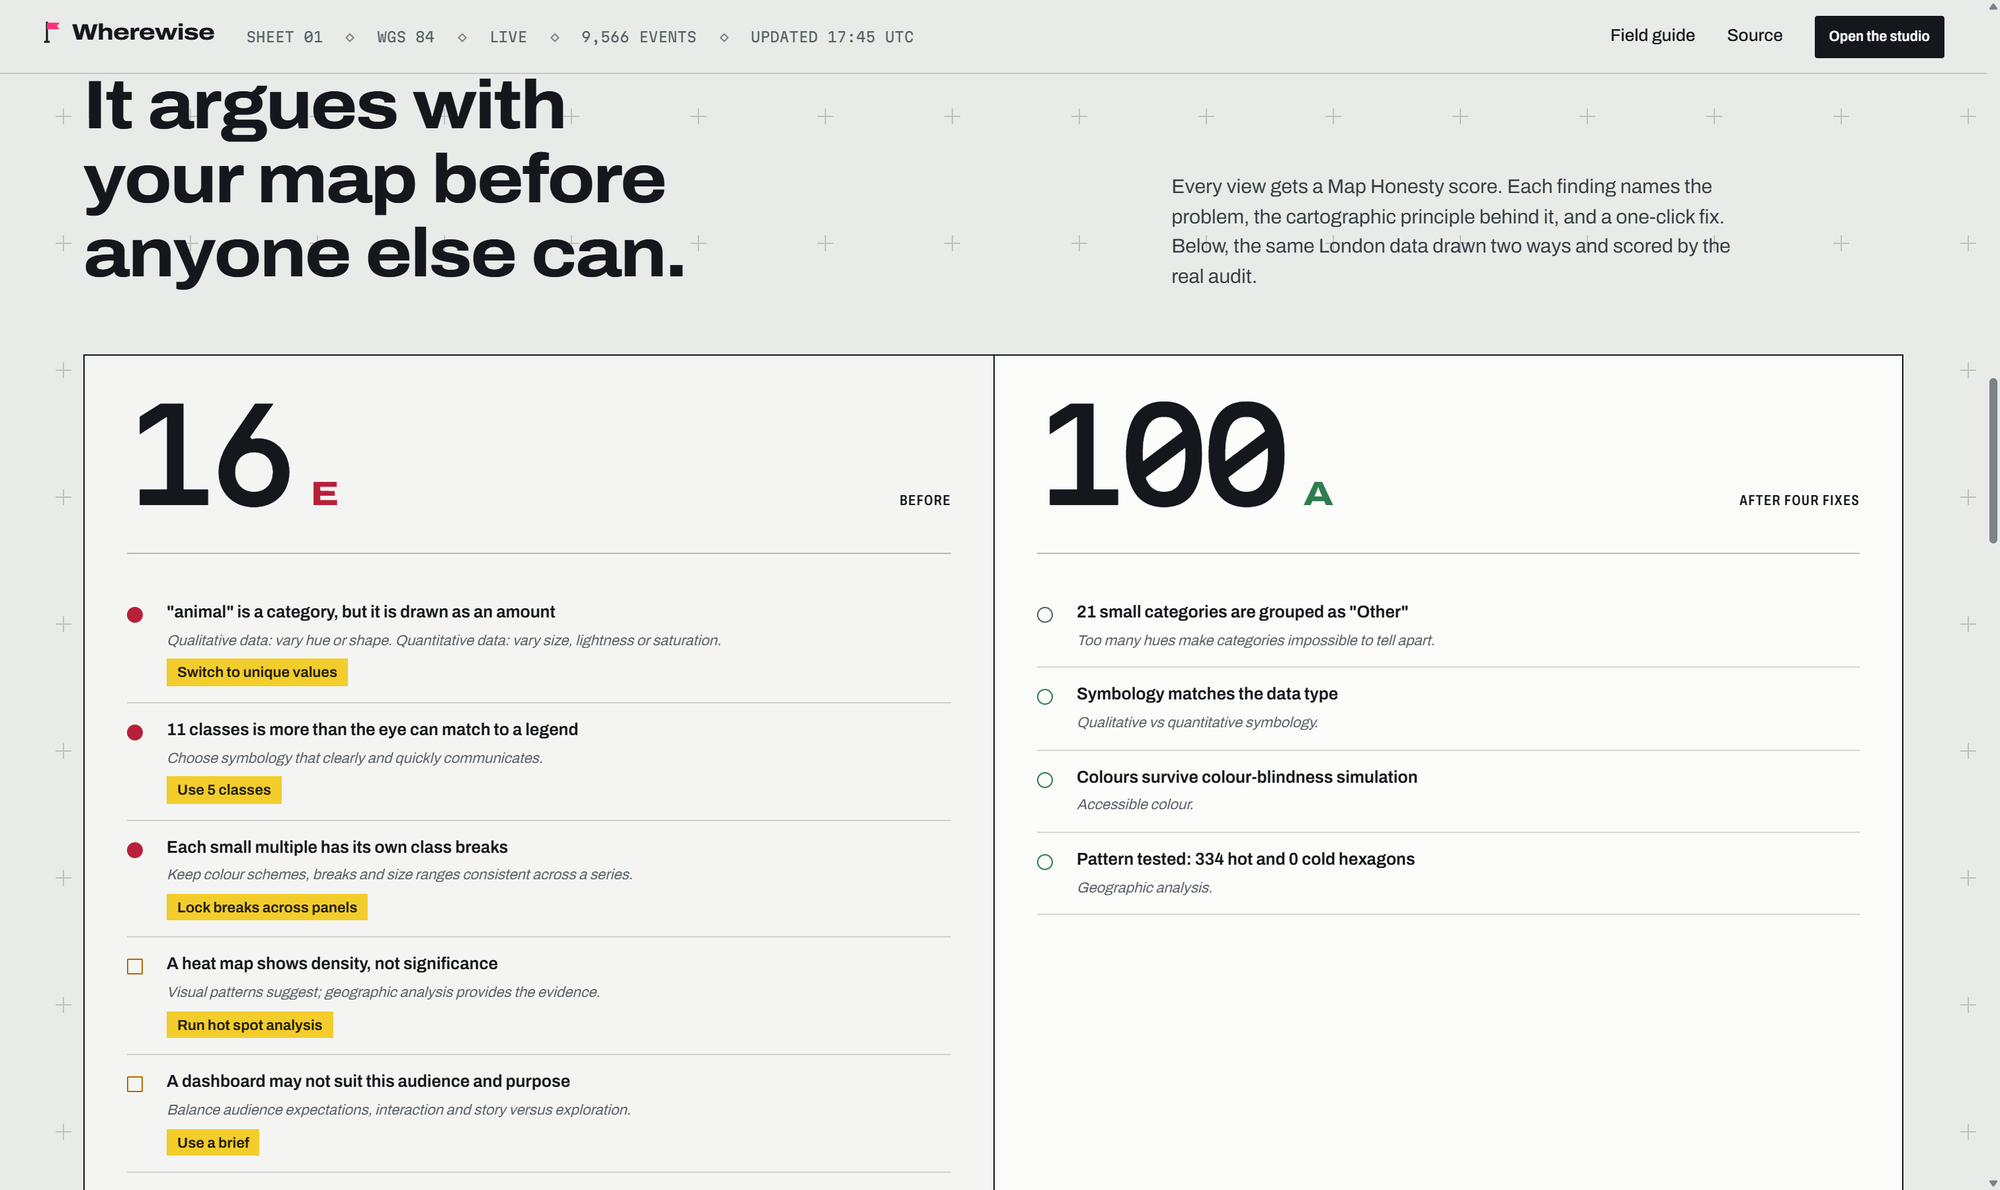 Wherewise
SHEET 01 ◇ WGS 84 ◇ LIVE ◇ 9,566 EVENTS ◇ UPDATED 17:45 UTC
Field guide
Source
Open the studio
It argues with
your map before
anyone else can.
Every view gets a Map Honesty score. Each finding names the
problem, the cartographic principle behind it, and a one-click fix.
Below, the same London data drawn two ways and scored by the
real audit.
16 E
BEFORE
"animal" is a category, but it is drawn as an amount
Qualitative data: vary hue or shape. Quantitative data: vary size, lightness or saturation.
Switch to unique values
11 classes is more than the eye can match to a legend
Choose symbology that clearly and quickly communicates.
Use 5 classes
Each small multiple has its own class breaks
Keep colour schemes, breaks and size ranges consistent across a series.
Lock breaks across panels
A heat map shows density, not significance
Visual patterns suggest; geographic analysis provides the evidence.
Run hot spot analysis
A dashboard may not suit this audience and purpose
Balance audience expectations, interaction and story versus exploration.
Use a brief
100 A
AFTER FOUR FIXES
21 small categories are grouped as "Other"
Too many hues make categories impossible to tell apart.
Symbology matches the data type
Qualitative vs quantitative symbology.
Colours survive colour-blindness simulation
Accessible colour.
Pattern tested: 334 hot and 0 cold hexagons
Geographic analysis.